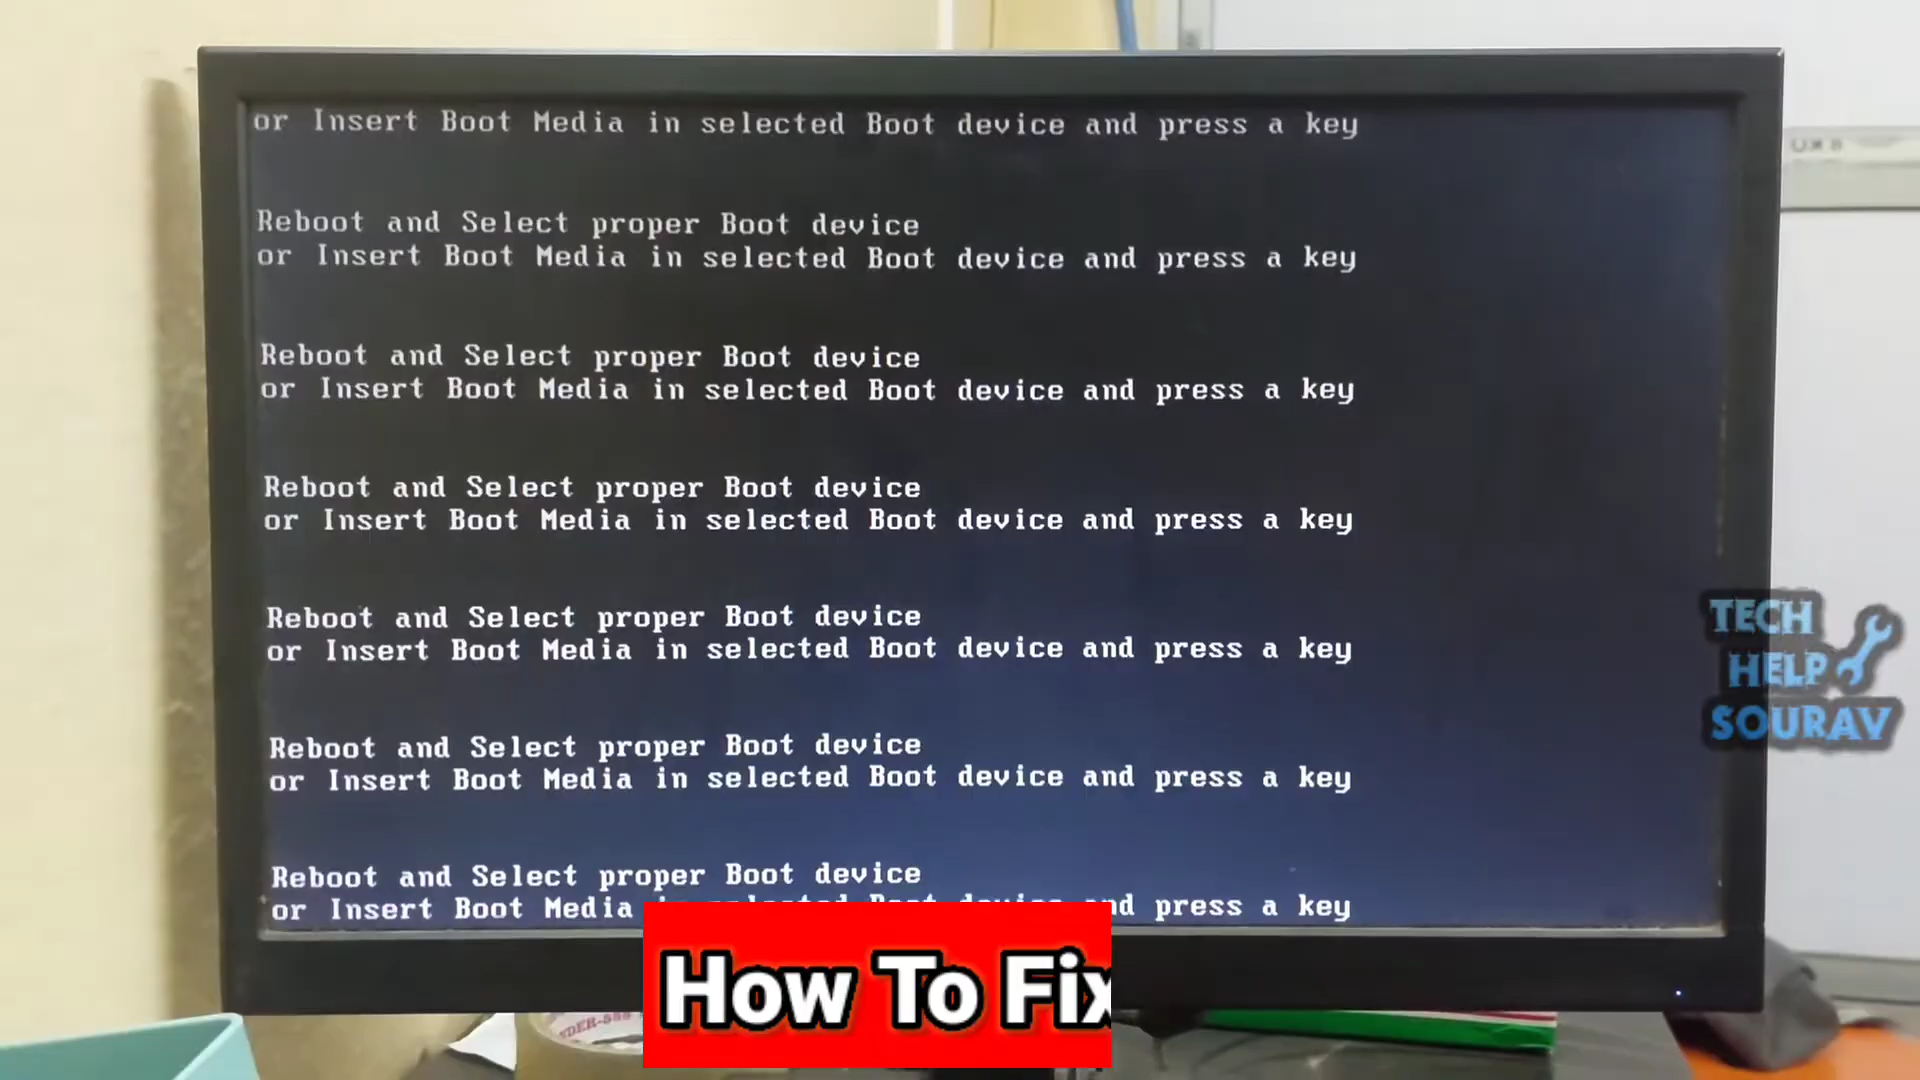 or Insert Boot Media in selected Boot device and press a key
Reboot and Select proper Boot device
or Insert Boot Media in selected Boot device and press a key
Reboot and Select proper Boot device
or Insert Boot Media in selected Boot device and press a key
Reboot and Select proper Boot device
or Insert Boot Media in selected Boot device and press a key
Reboot and Select proper Boot device
or Insert Boot Media in selected Boot device and press a key
Reboot and Select proper Boot device
or Insert Boot Media in selected Boot device and press a key
Reboot and Select proper Boot device
or Insert Boot Media in selected Boot device and press a key
TECH
HELP
SOURAV
How To Fix